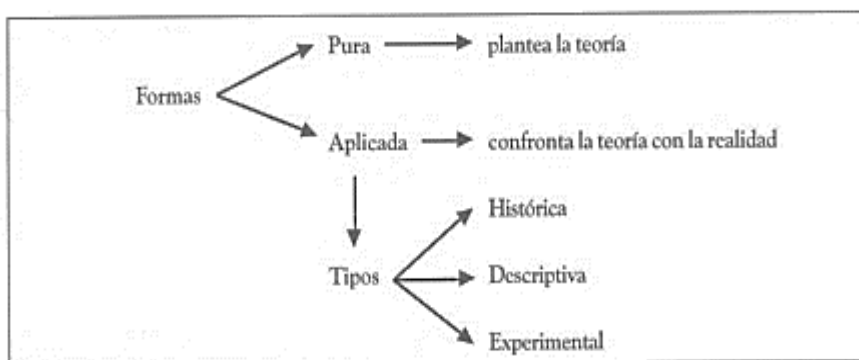 Pura
plantea la teoría
Formas
Aplicada
confronta la teoría con la realidad
Histórica
Tipos
Descriptiva
Experimental